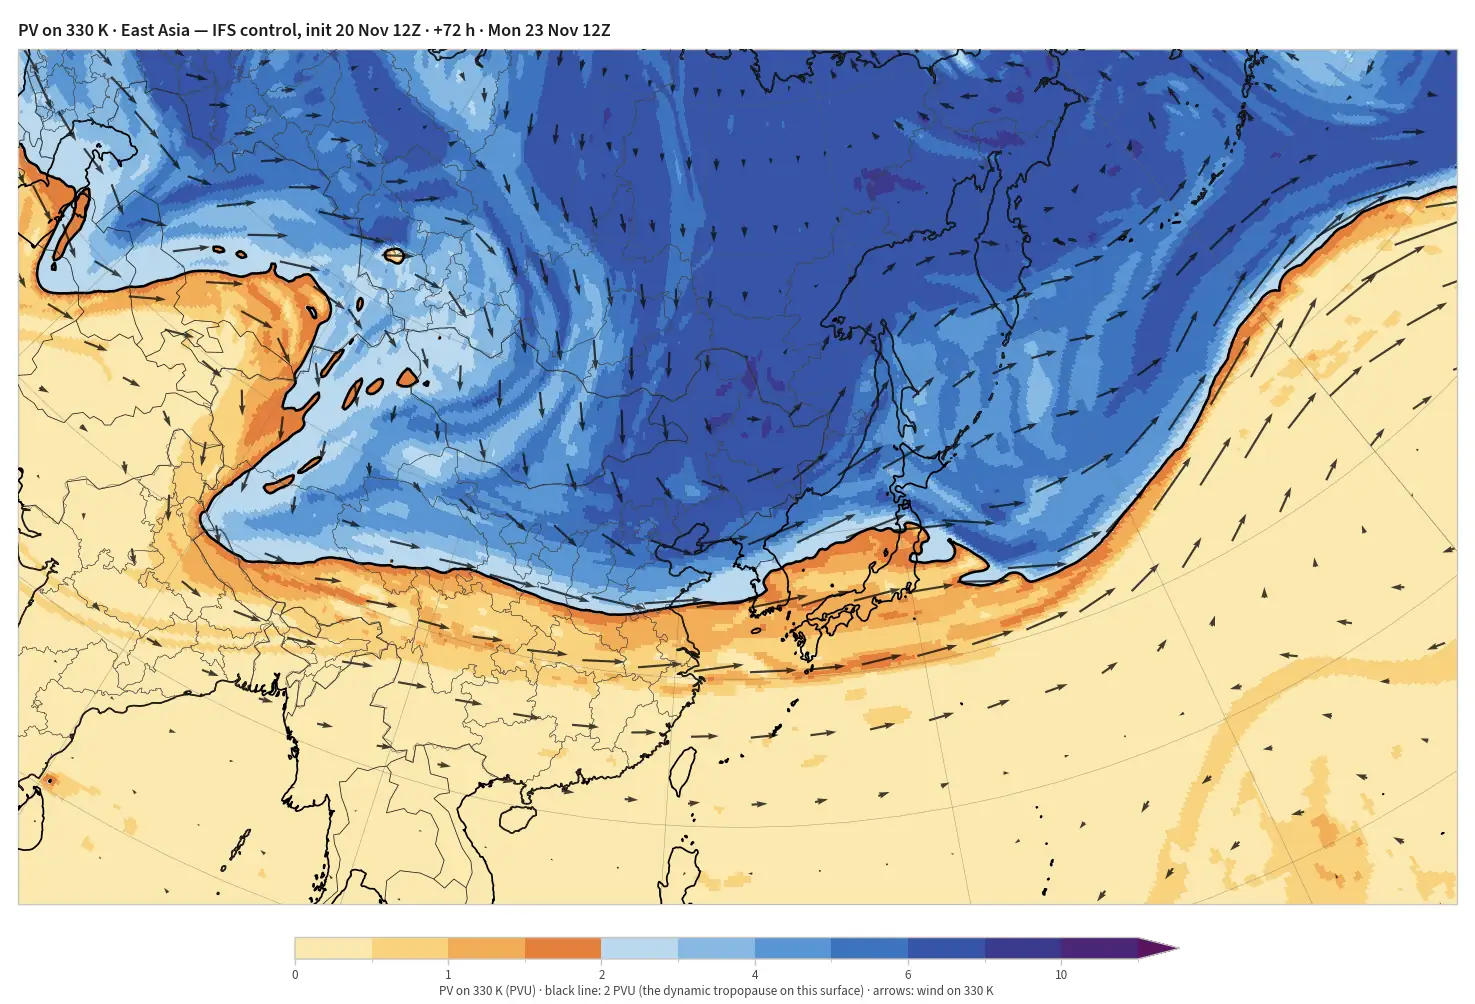 PV on 330 K · East Asia — IFS control, init 20 Nov 12Z · +72 h · Mon 23 Nov 12Z
0 1 2 4 6 10
PV on 330 K (PVU) · black line: 2 PVU (the dynamic tropopause on this surface) · arrows: wind on 330 K